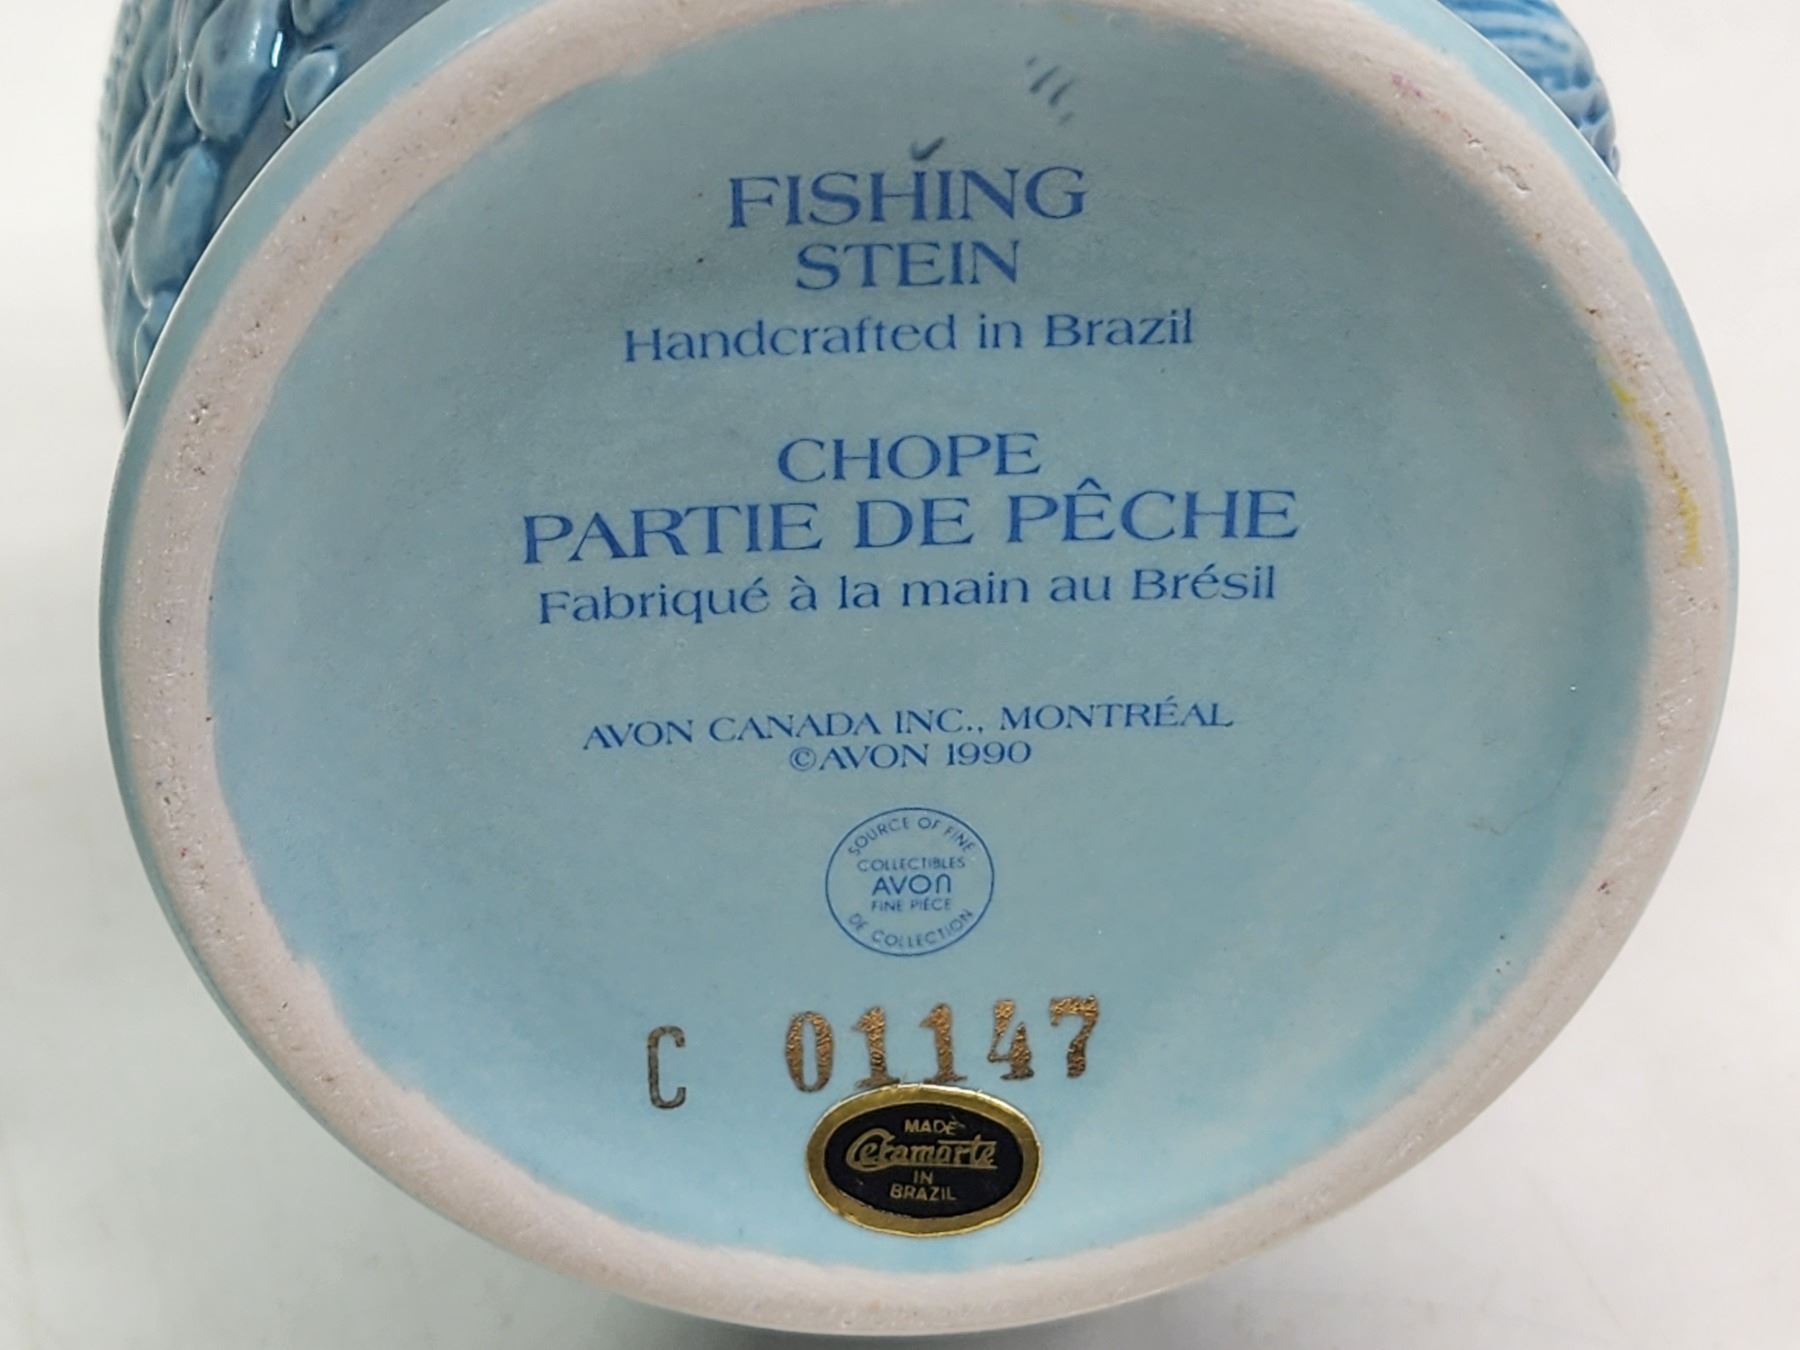 FISHING
STEIN
Handcrafted in Brazil
CHOPE
PARTIE DE PÊCHE
Fabriqué à la main au Brésil
AVON CANADA INC., MONTRÉAL
©AVON 1990
SOURCE OF FINE
COLLECTIBLES
AVON
FINE PIÈCE
DE COLLECTION
C 01147
MADE
Ceramarte
IN
BRAZIL